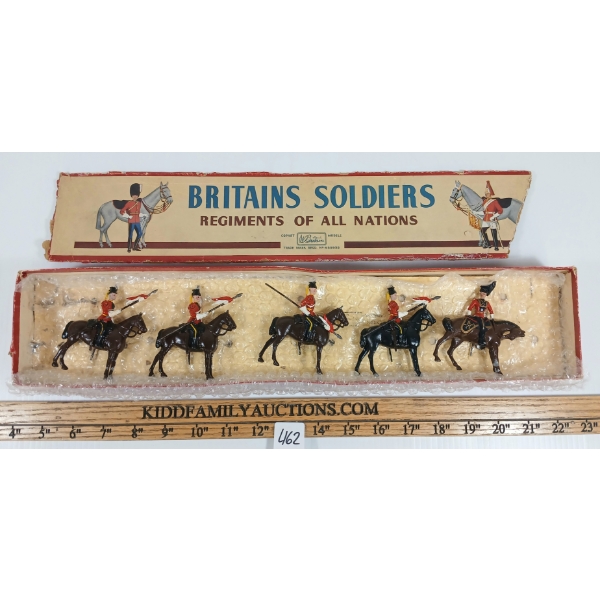 BRITAINS SOLDIERS
REGIMENTS OF ALL NATIONS
Britains
KIDDFAMILYAUCTIONS.COM
4" 5" 6" 7" 8" 9" 10" 11" 12" 14" 15" 16" 17" 18" 19" 20" 21" 22" 23"
462